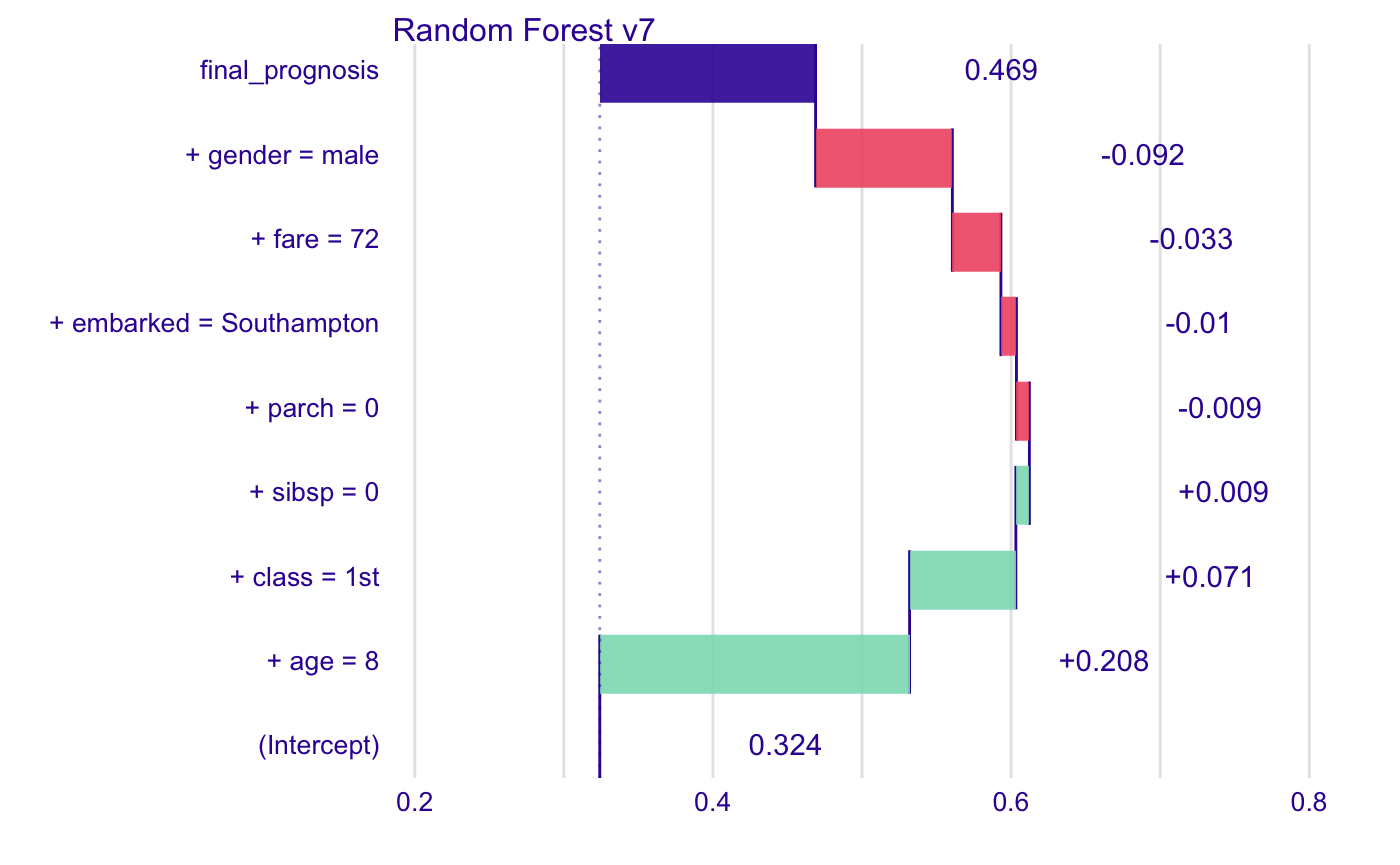 Random Forest v7
final_prognosis 0.469
+ gender = male -0.092
+ fare = 72 -0.033
+ embarked = Southampton -0.01
+ parch = 0 -0.009
+ sibsp = 0 +0.009
+ class = 1st +0.071
+ age = 8 +0.208
(Intercept) 0.324
0.2 0.4 0.6 0.8